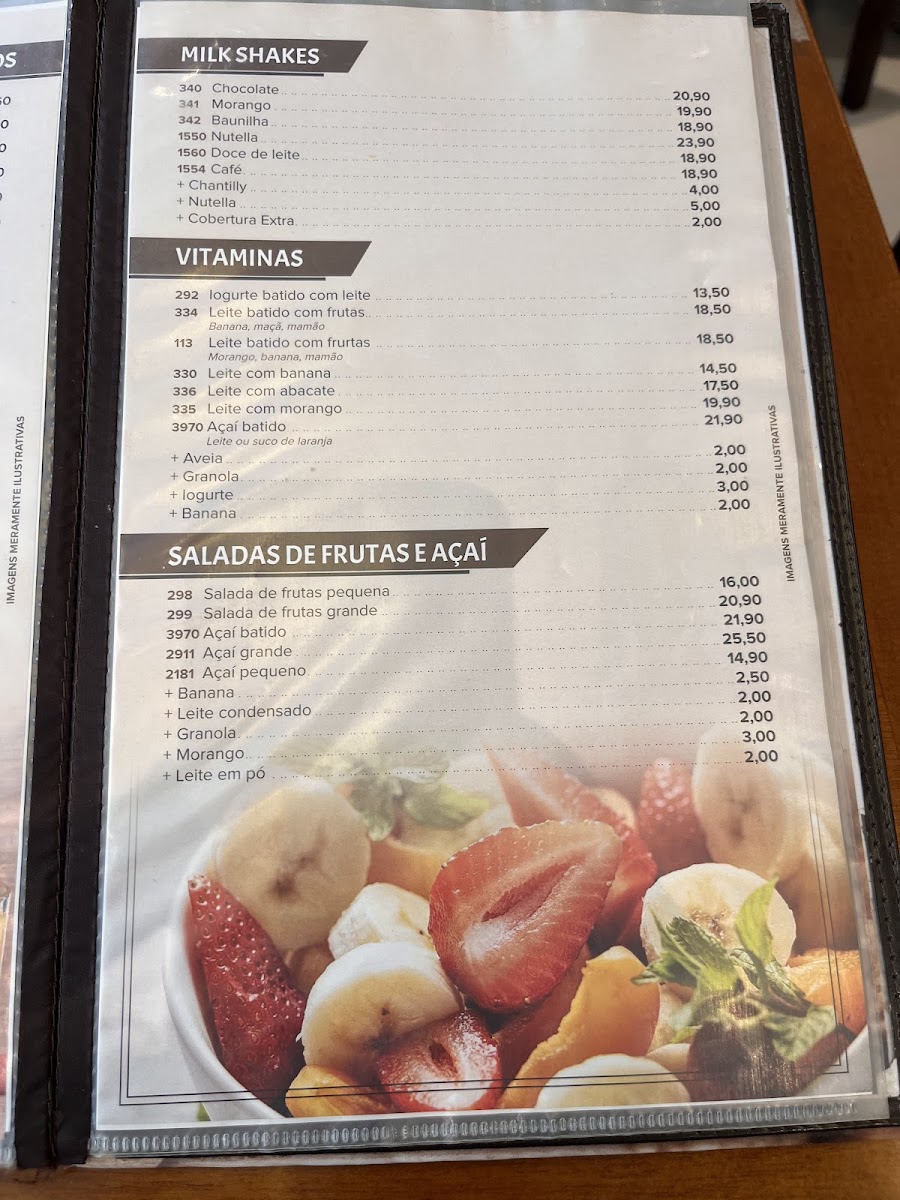 OS
MILK SHAKES
340 Chocolate 20,90
341 Morango 19,90
342 Baunilha 18,90
1550 Nutella 23,90
1560 Doce de leite 18,90
1554 Café 18,90
+ Chantilly 4,00
+ Nutella 5,00
+ Cobertura Extra 2,00
VITAMINAS
292 Iogurte batido com leite 13,50
334 Leite batido com frutas 18,50
Banana, maçã, mamão
113 Leite batido com frurtas 18,50
Morango, banana, mamão
330 Leite com banana 14,50
336 Leite com abacate 17,50
335 Leite com morango 19,90
3970 Açaí batido 21,90
Leite ou suco de laranja
+ Aveia 2,00
+ Granola 2,00
+ Iogurte 3,00
+ Banana 2,00
SALADAS DE FRUTAS E AÇAÍ
298 Salada de frutas pequena 16,00
299 Salada de frutas grande 20,90
3970 Açaí batido 21,90
2911 Açaí grande 25,50
2181 Açaí pequeno 14,90
+ Banana 2,50
+ Leite condensado 2,00
+ Granola 2,00
+ Morango 3,00
+ Leite em pó 2,00
IMAGENS MERAMENTE ILUSTRATIVAS
IMAGENS MERAMENTE ILUSTRATIVAS